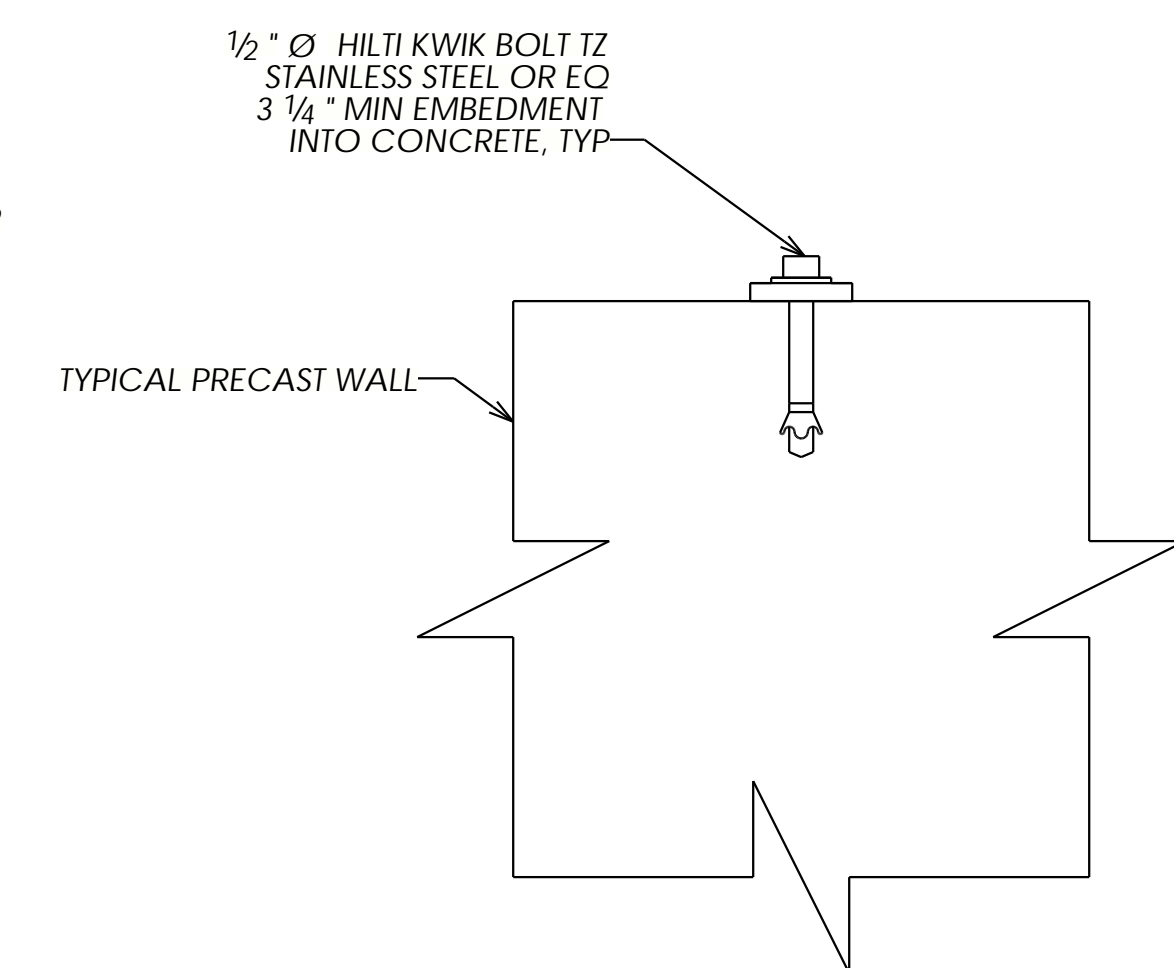 ½ " Ø HILTI KWIK BOLT TZ
STAINLESS STEEL OR EQ
3 ¼ " MIN EMBEDMENT
INTO CONCRETE, TYP
TYPICAL PRECAST WALL